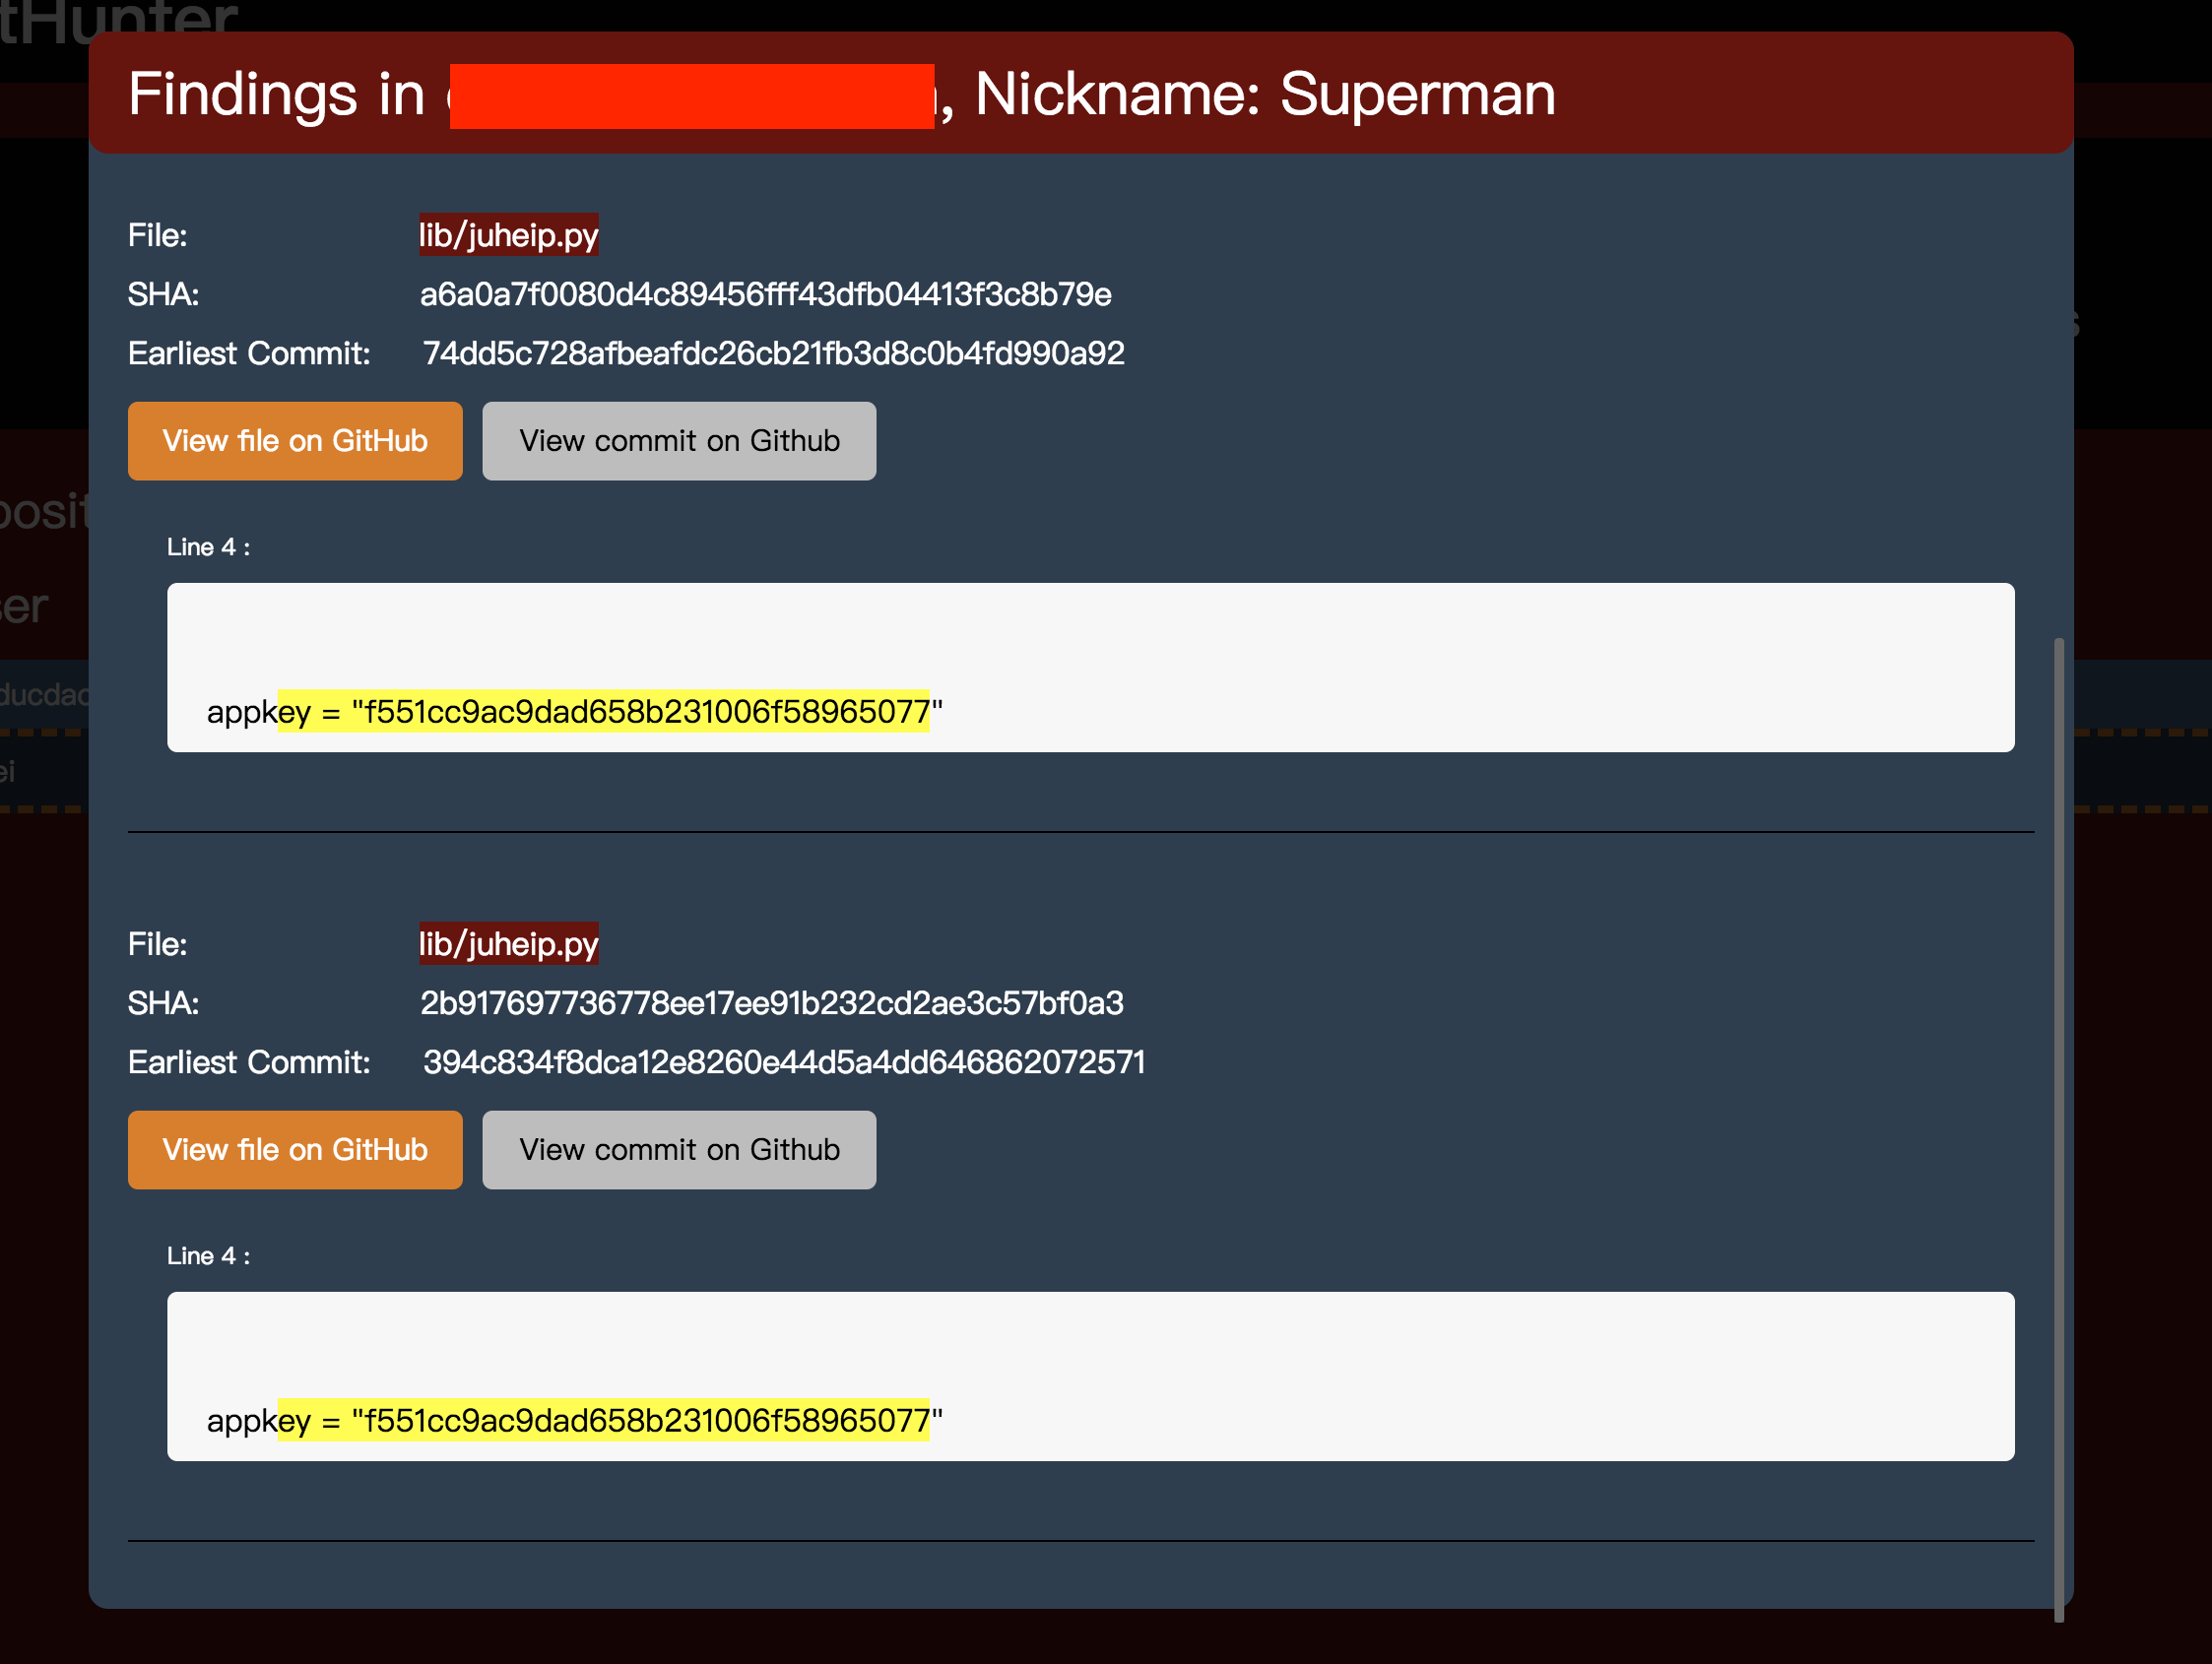 tHunter
Findings in , Nickname: Superman
File: lib/juheip.py
SHA: a6a0a7f0080d4c89456fff43dfb04413f3c8b79e
Earliest Commit: 74dd5c728afbeafdc26cb21fb3d8c0b4fd990a92
View file on GitHub View commit on Github
posit
Line 4 :
ser
ducdac
appkey = "f551cc9ac9dad658b231006f58965077"
ei
File: lib/juheip.py
SHA: 2b917697736778ee17ee91b232cd2ae3c57bf0a3
Earliest Commit: 394c834f8dca12e8260e44d5a4dd646862072571
View file on GitHub View commit on Github
Line 4 :
appkey = "f551cc9ac9dad658b231006f58965077"